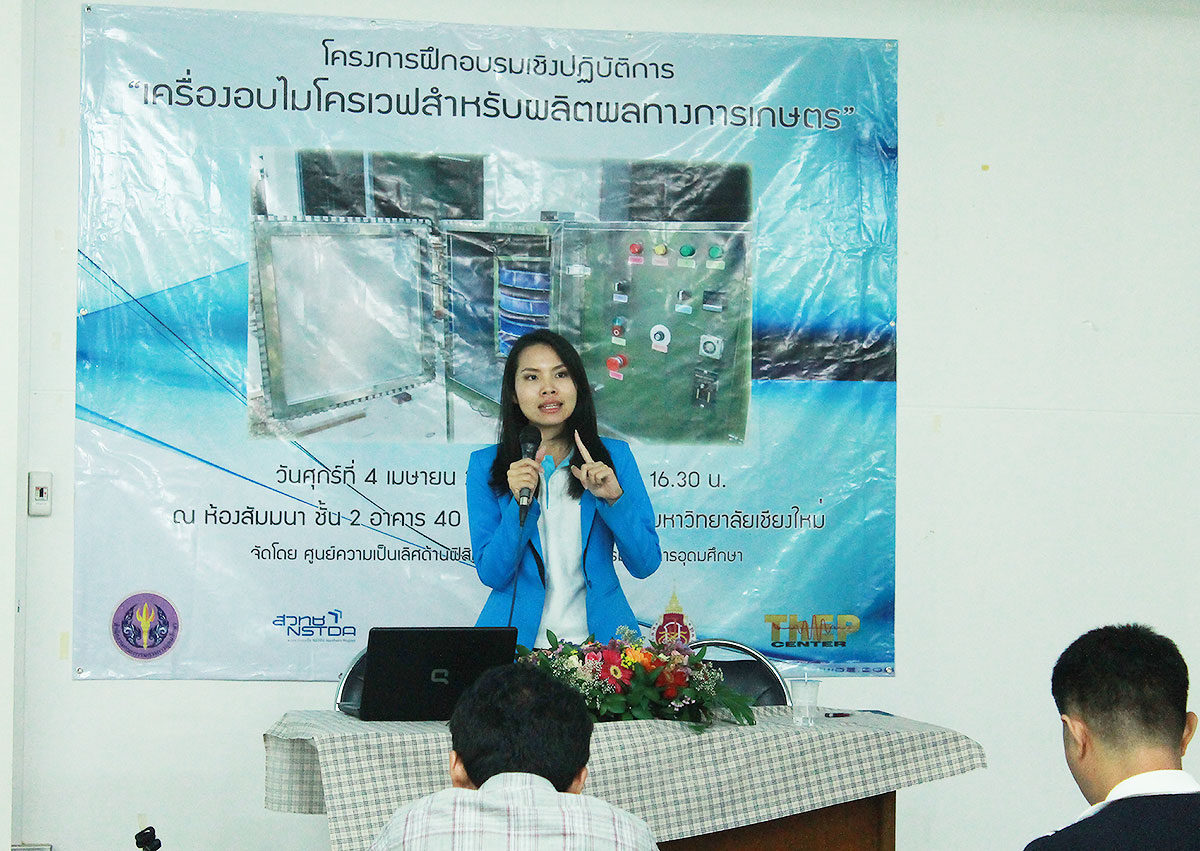 โครงการฝึกอบรมเชิงปฏิบัติการ
“เครื่องอบไมโครเวฟสำหรับผลิตผลทางการเกษตร”
วันศุกร์ที่ 4 เมษายน 16.30 น.
ณ ห้องสัมมนา ชั้น 2 อาคาร 40 มหาวิทยาลัยเชียงใหม่
จัดโดย ศูนย์ความเป็นเลิศด้านฟิสิ การอุดมศึกษา
สวทช
NSTDA
THEP
CENTER